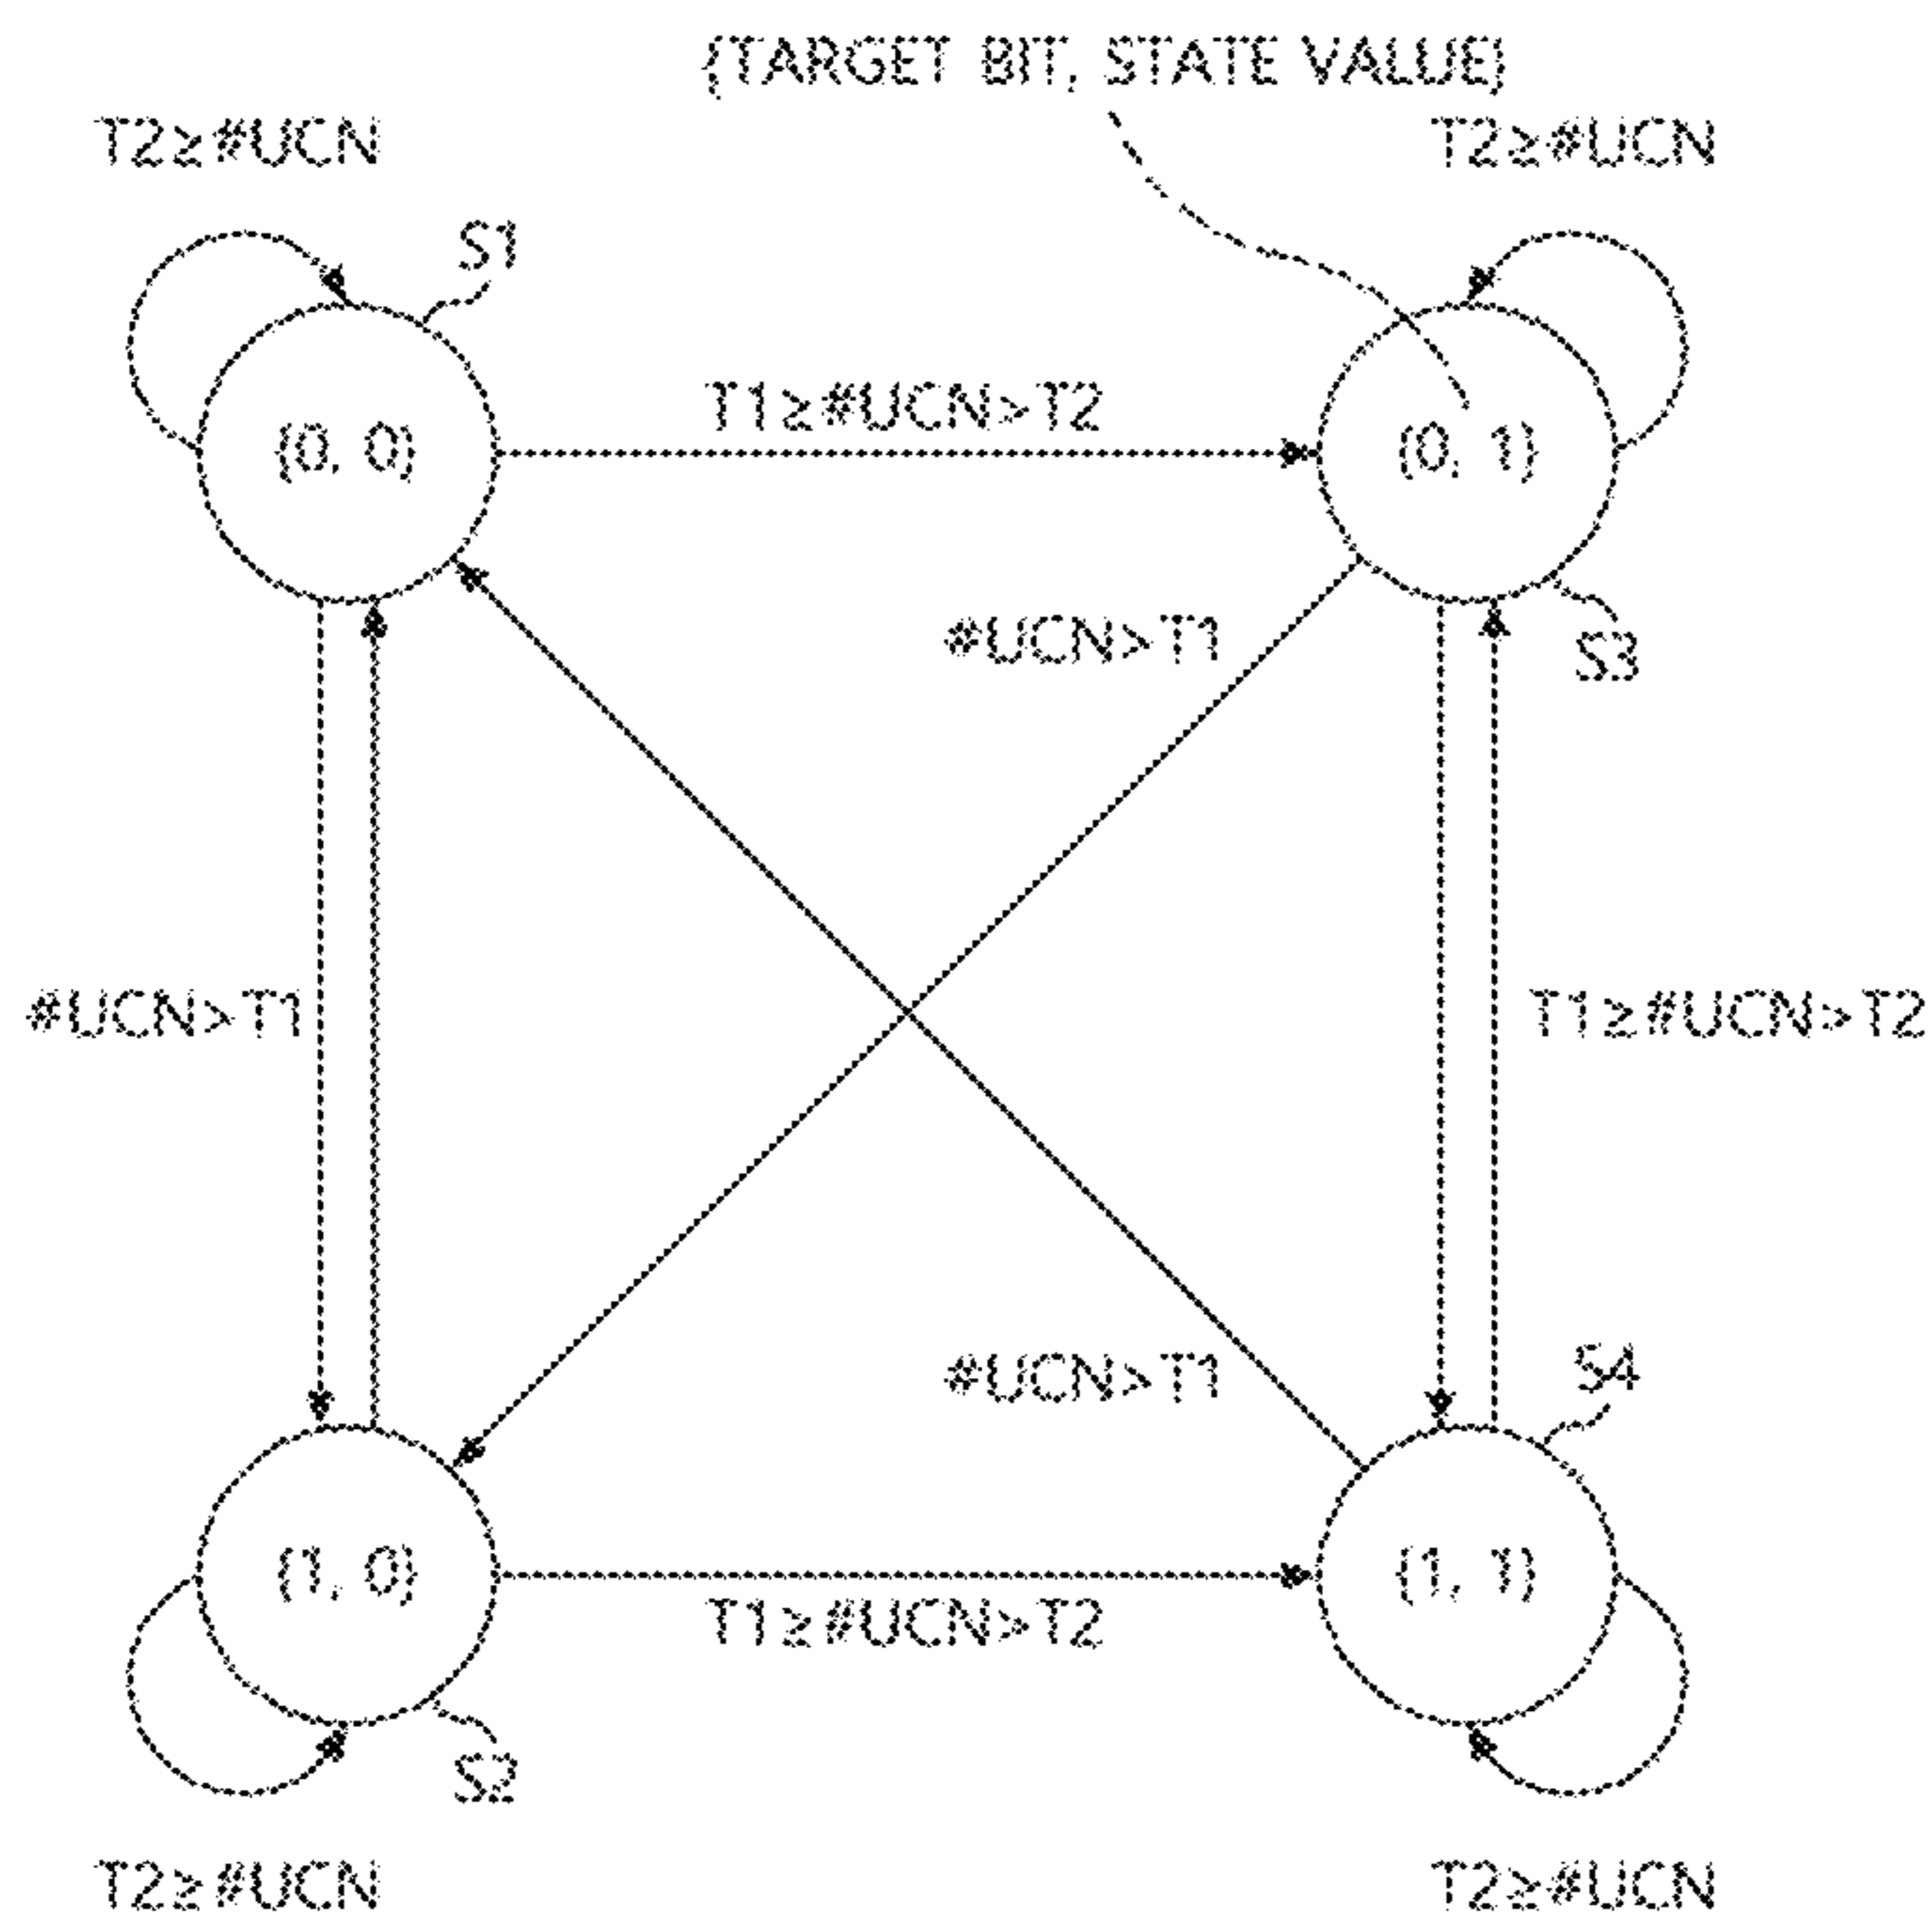 (TARGET BIT, STATE VALUE)
T2≥#UCN
T2≥#UCN
S1
T1≥#UCN>T2
(0, 0)
(0, 1)
#UCN>T1
S3
#UCN>T1
T1≥#UCN>T2
#UCN>T1
S4
(1, 0)
(1, 1)
T1≥#UCN>T2
S2
T2≥#UCN
T2≥#UCN